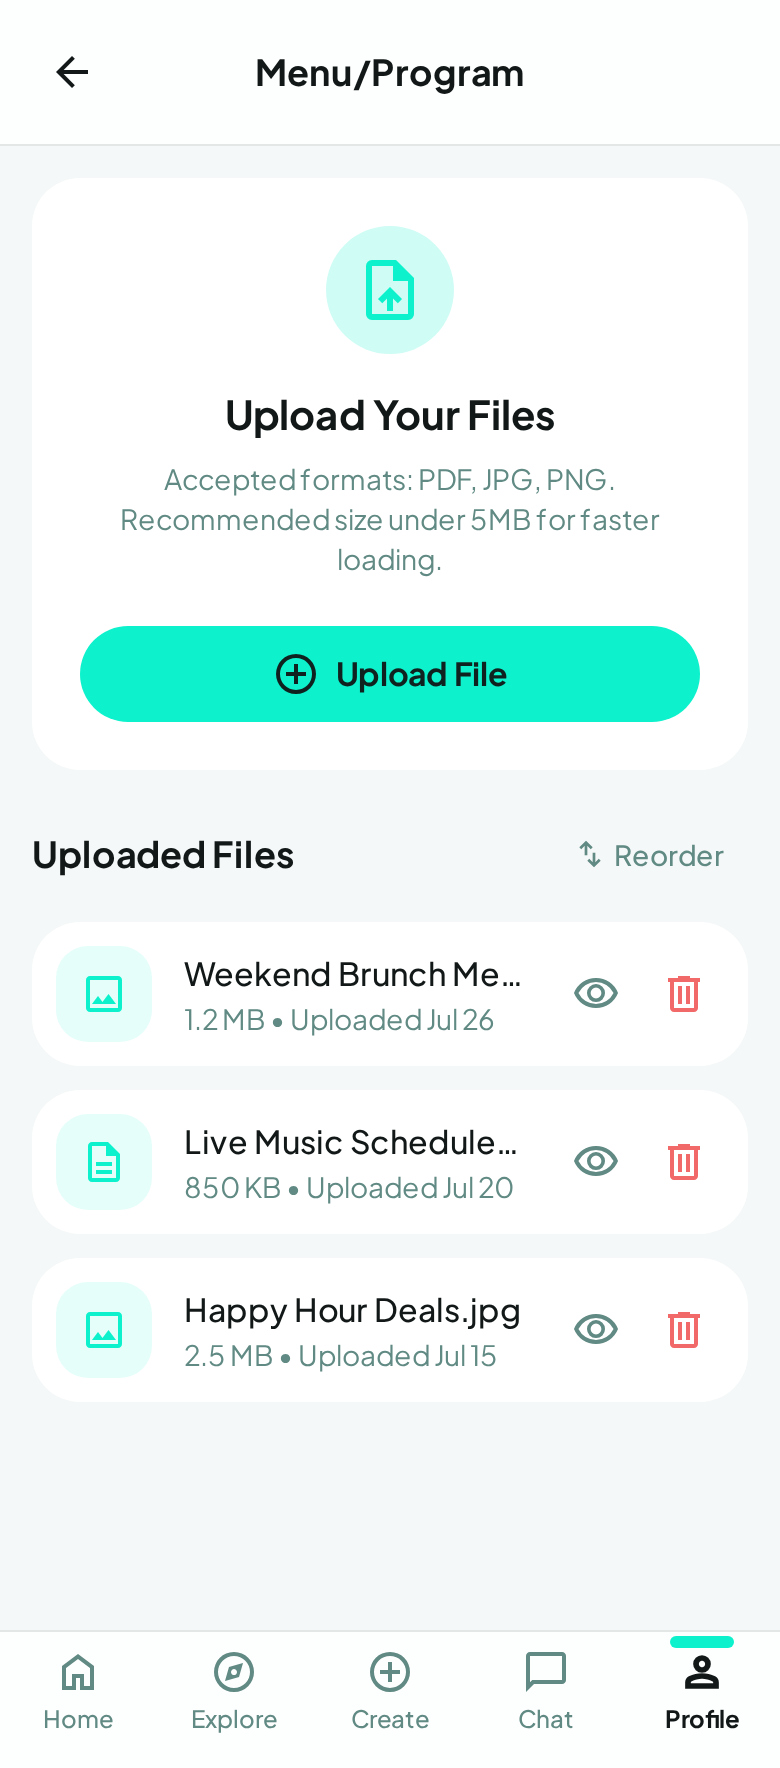 Menu/Program
Upload Your Files
Accepted formats: PDF, JPG, PNG.
Recommended size under 5MB for faster
loading.
Upload File
Uploaded Files
Reorder
Weekend Brunch Me...
1.2 MB • Uploaded Jul 26
Live Music Schedule...
850 KB • Uploaded Jul 20
Happy Hour Deals.jpg
2.5 MB • Uploaded Jul 15
Home
Explore
Create
Chat
Profile